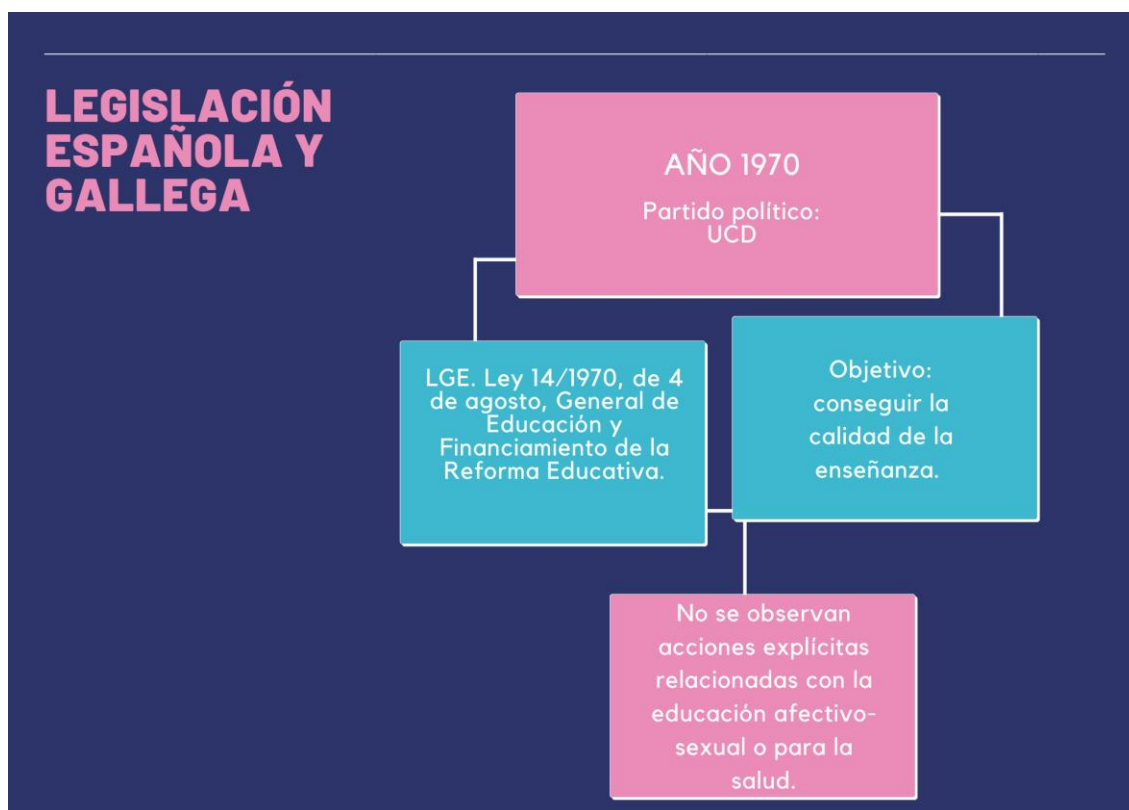 LEGISLACIÓN
ESPAÑOLA Y
GALLEGA
AÑO 1970
Partido político:
UCD
LGE. Ley 14/1970, de 4
de agosto, General de
Educación y
Financiamiento de la
Reforma Educativa.
Objetivo:
conseguir la
calidad de la
enseñanza.
No se observan
acciones explícitas
relacionadas con la
educación afectivo-
sexual o para la
salud.